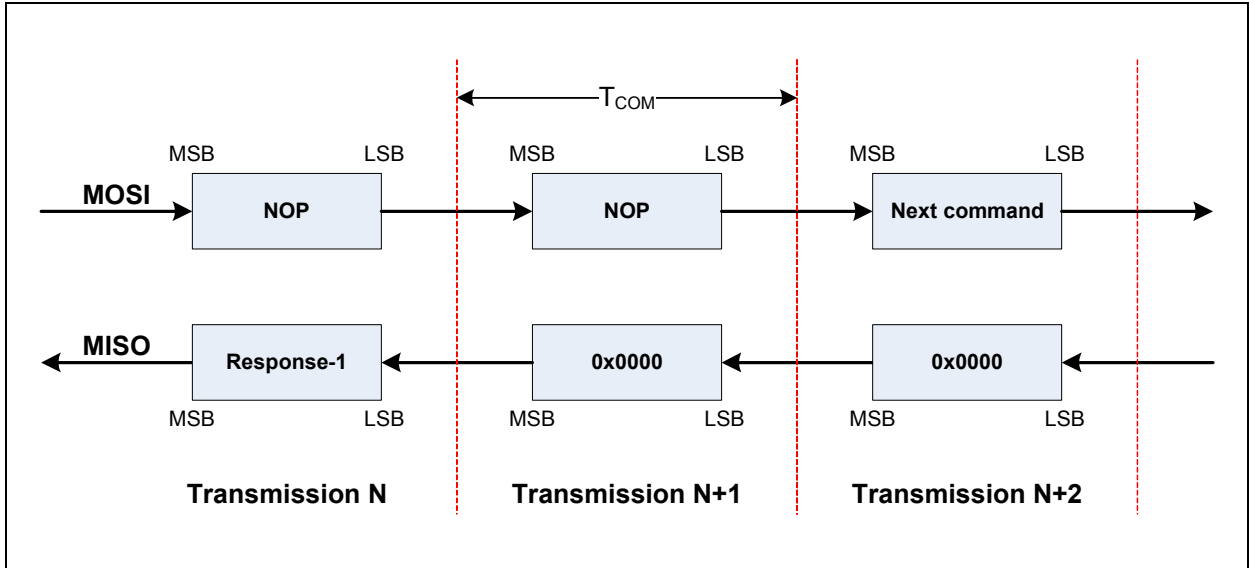 T_COM
MSB LSB MSB LSB MSB LSB
MOSI NOP NOP Next command
MISO Response-1 0x0000 0x0000
MSB LSB MSB LSB MSB LSB
Transmission N Transmission N+1 Transmission N+2